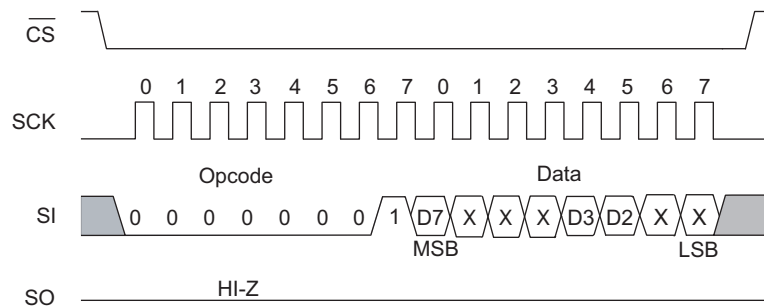 CS
0 1 2 3 4 5 6 7 0 1 2 3 4 5 6 7
SCK
Opcode Data
SI 0 0 0 0 0 0 0 1 D7 X X X D3 D2 X X
MSB LSB
HI-Z
SO